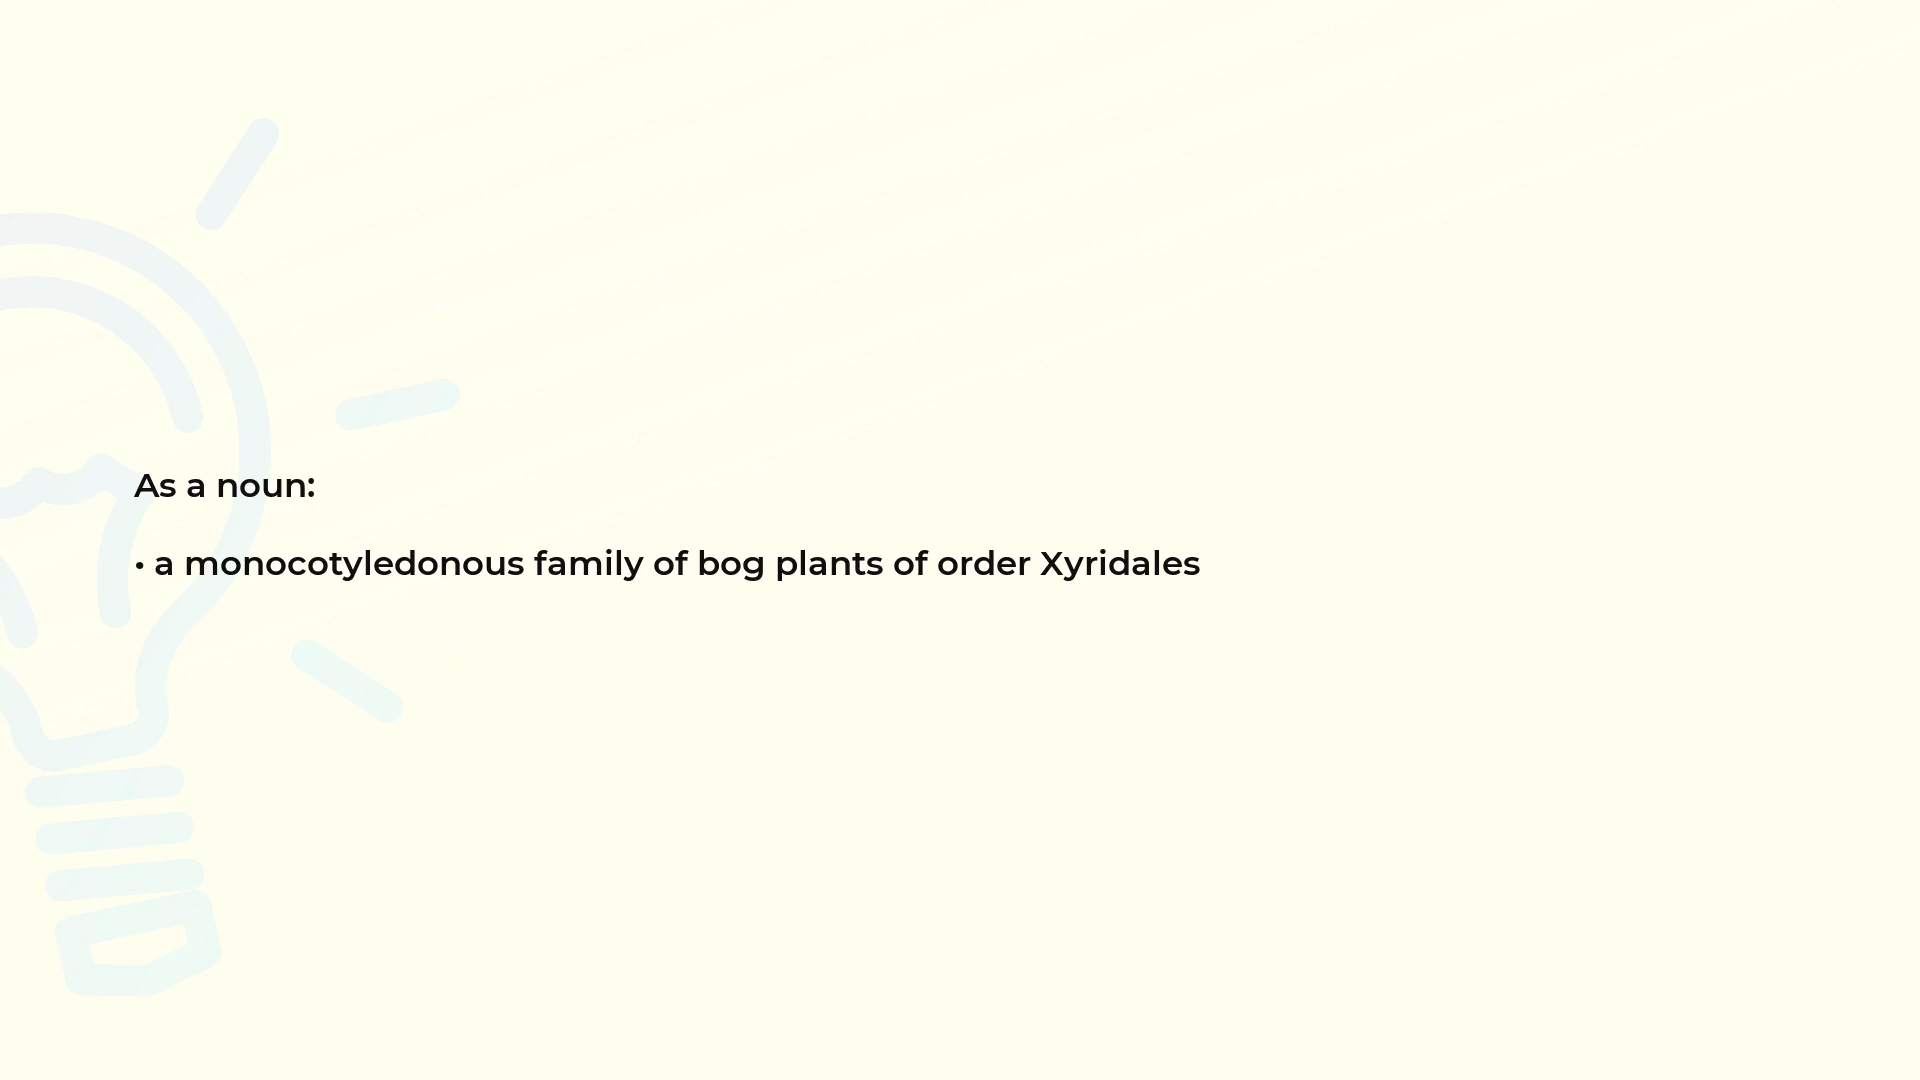 As a noun:
• a monocotyledonous family of bog plants of order Xyridales